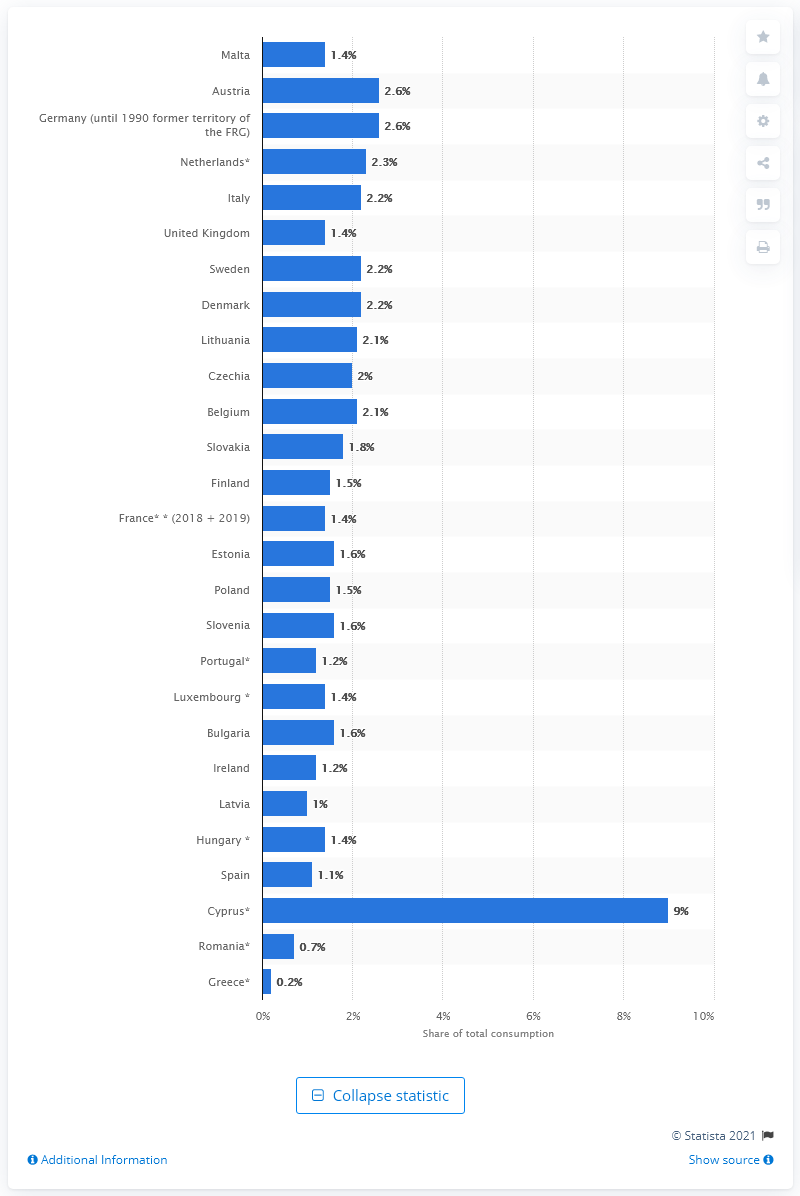 Malta 1.4%
Austria 2.6%
Germany (until 1990 former territory of
the FRG) 2.6%
Netherlands* 2.3%
Italy 2.2%
United Kingdom 1.4%
Sweden 2.2%
Denmark 2.2%
Lithuania 2.1%
Czechia 2%
Belgium 2.1%
Slovakia 1.8%
Finland 1.5%
France* * (2018 + 2019) 1.4%
Estonia 1.6%
Poland 1.5%
Slovenia 1.6%
Portugal* 1.2%
Luxembourg * 1.4%
Bulgaria 1.6%
Ireland 1.2%
Latvia 1%
Hungary * 1.4%
Spain 1.1%
Cyprus* 9%
Romania* 0.7%
Greece* 0.2%
0% 2% 4% 6% 8% 10%
Share of total consumption
Collapse statistic
© Statista 2021
Additional Information Show source